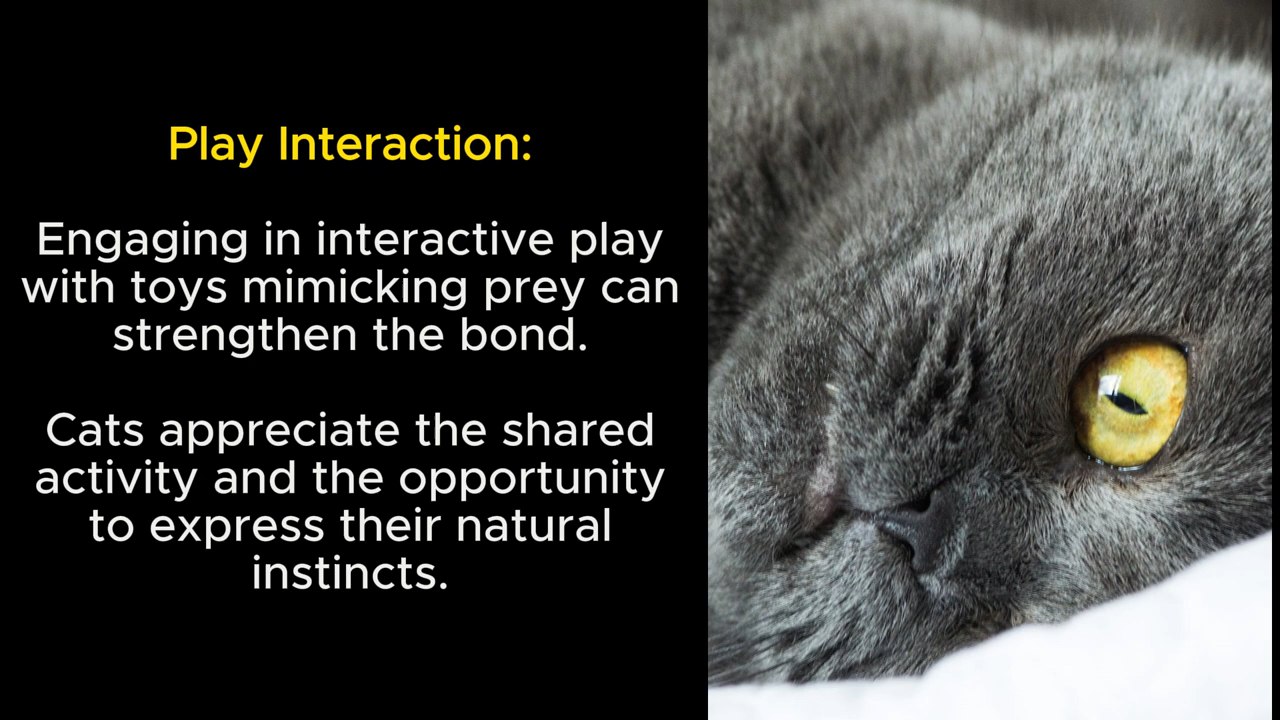 Play Interaction:
Engaging in interactive play
with toys mimicking prey can
strengthen the bond.
Cats appreciate the shared
activity and the opportunity
to express their natural
instincts.